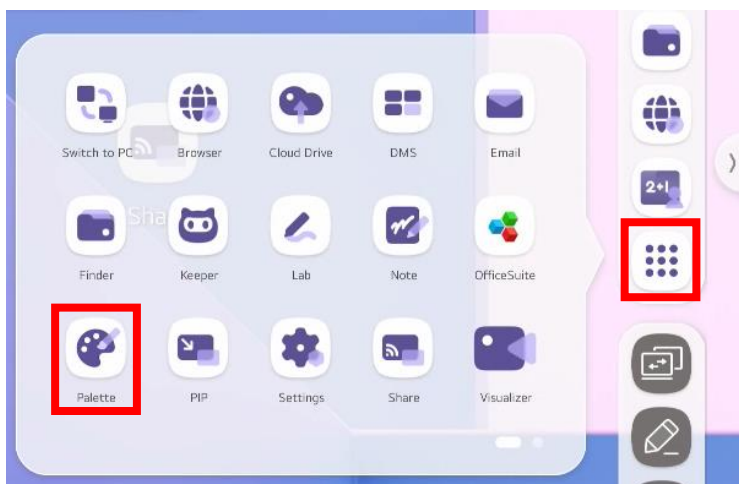 Switch to PC Browser Cloud Drive DMS Email
2+1
Sha
Finder Keeper Lab Note OfficeSuite
Palette PIP Settings Share Visualizer